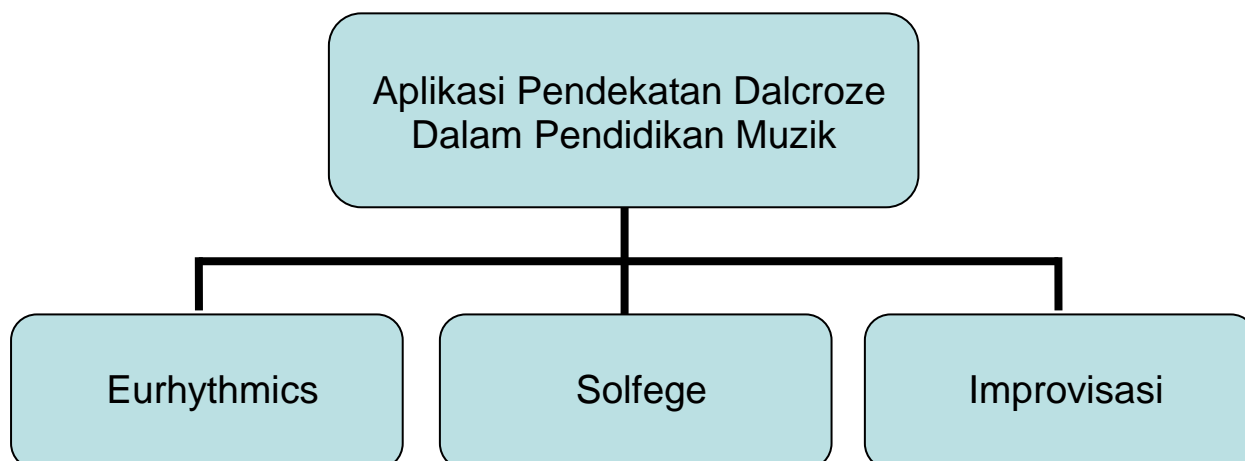 Aplikasi Pendekatan Dalcroze
Dalam Pendidikan Muzik
Eurhythmics
Solfege
Improvisasi